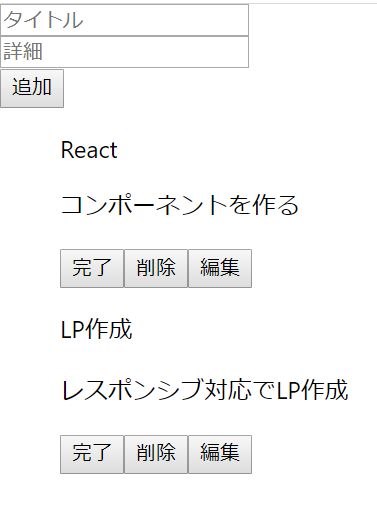 タイトル
詳細
追加
React
コンポーネントを作る
完了 削除 編集
LP作成
レスポンシブ対応でLP作成
完了 削除 編集